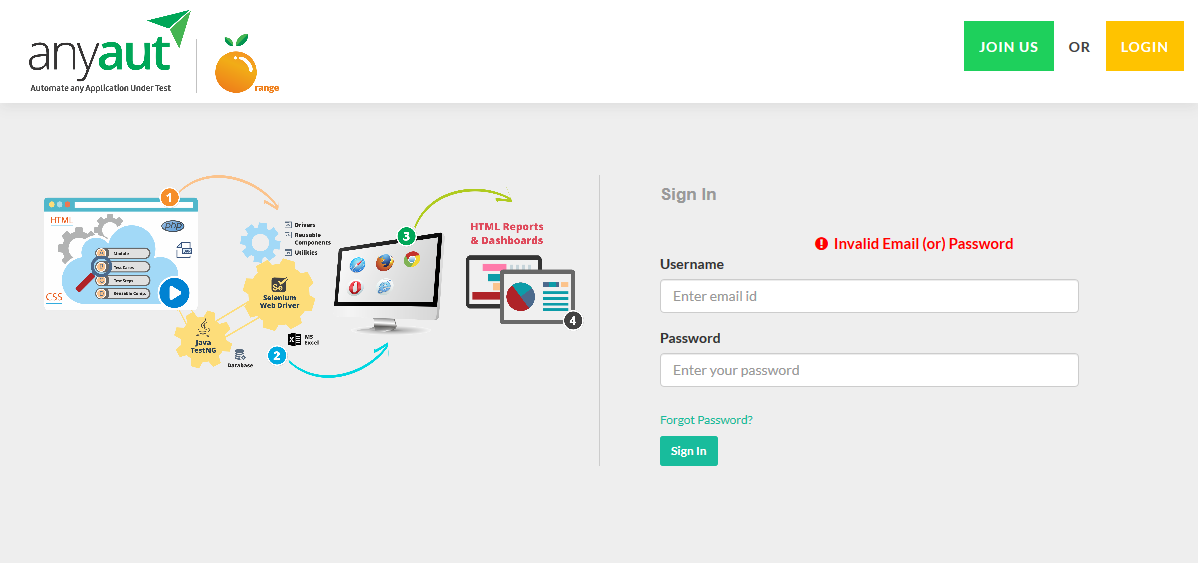 anyaut
Automate any Application Under Test
range
JOIN US
OR
LOGIN
1
HTML
php
Module
Test Cases
Test Steps
Reusable Comps
CSS
Drivers
Reusable
Components
Utilities
Se
Selenium
Web Driver
Java
TestNG
Database
2
MS
Excel
3
HTML Reports
& Dashboards
4
Sign In
Invalid Email (or) Password
Username
Enter email id
Password
Enter your password
Forgot Password?
Sign In